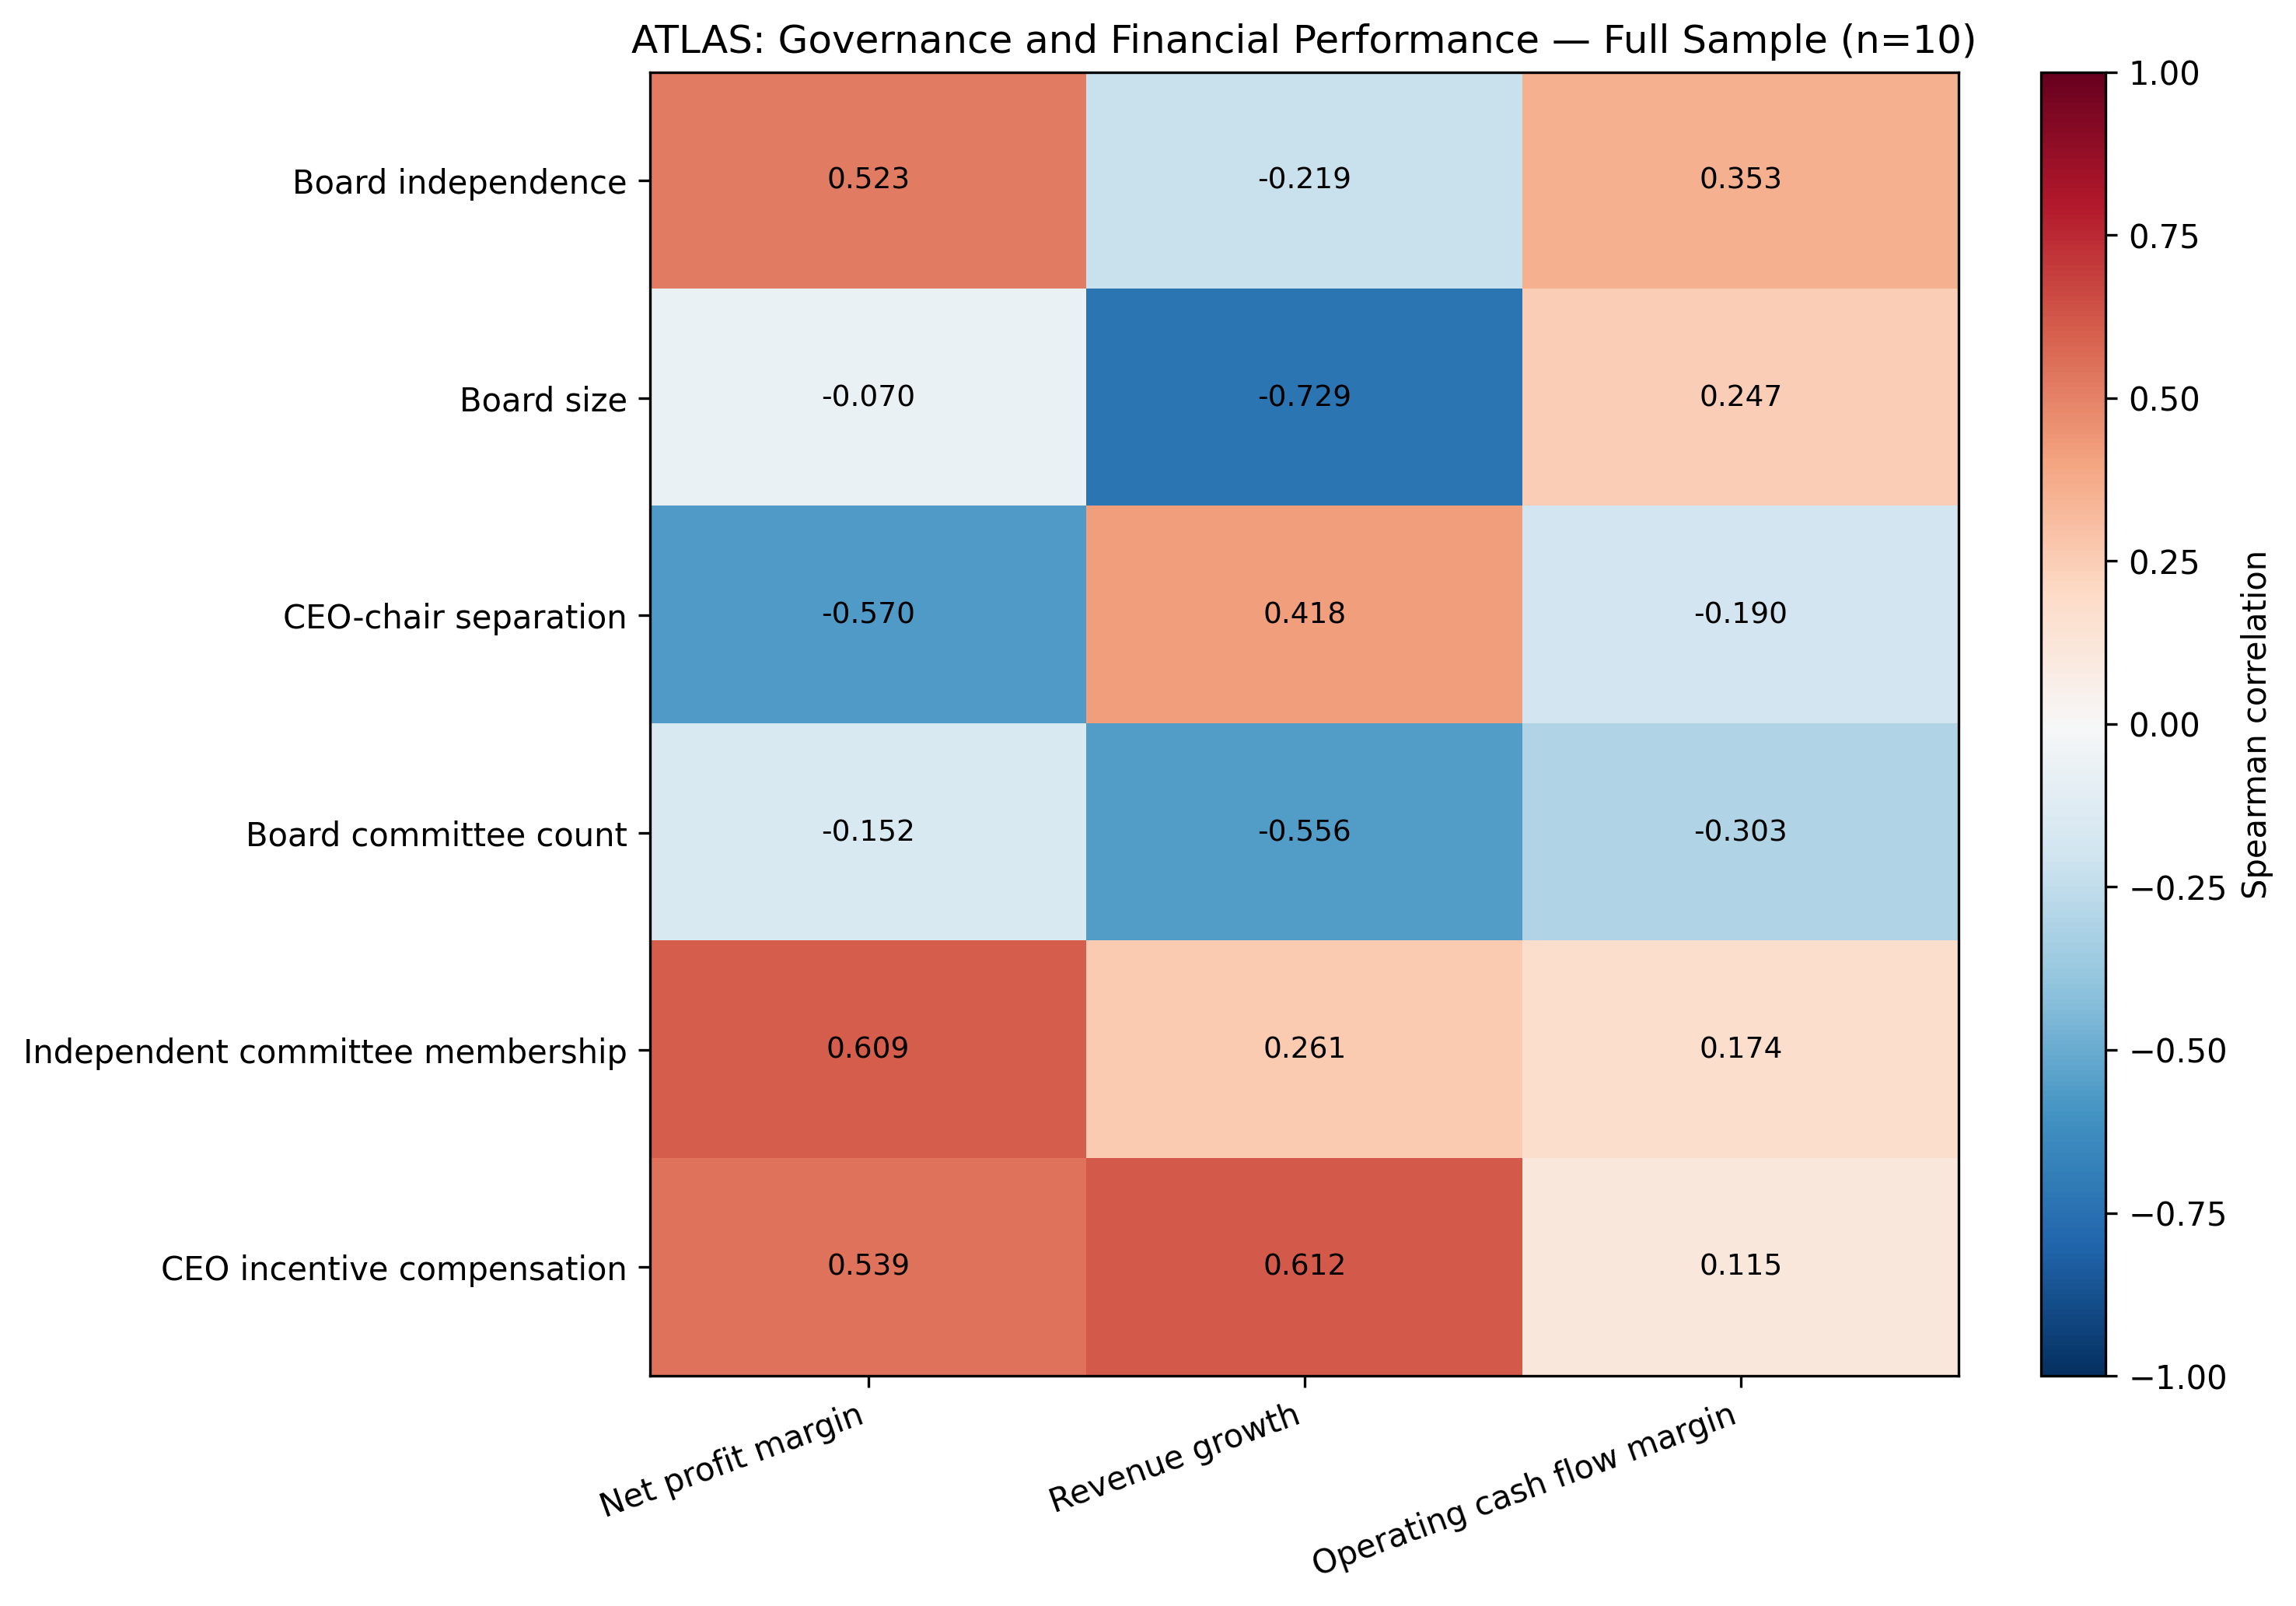 ATLAS: Governance and Financial Performance — Full Sample (n=10)
Board independence
0.523
-0.219
0.353
Board size
-0.070
-0.729
0.247
CEO-chair separation
-0.570
0.418
-0.190
Board committee count
-0.152
-0.556
-0.303
Independent committee membership
0.609
0.261
0.174
CEO incentive compensation
0.539
0.612
0.115
Net profit margin
Revenue growth
Operating cash flow margin
1.00
0.75
0.50
0.25
0.00
−0.25
−0.50
−0.75
−1.00
Spearman correlation